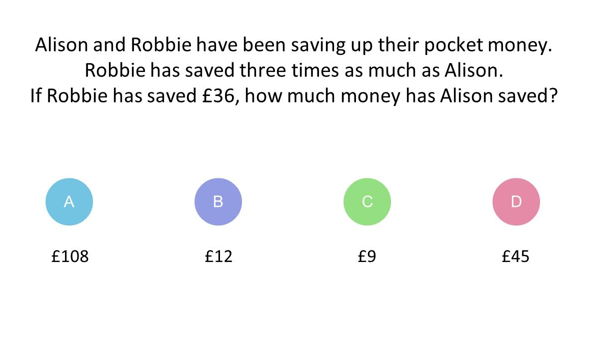 Alison and Robbie have been saving up their pocket money.
Robbie has saved three times as much as Alison.
If Robbie has saved £36, how much money has Alison saved?
A B C D
£108 £12 £9 £45